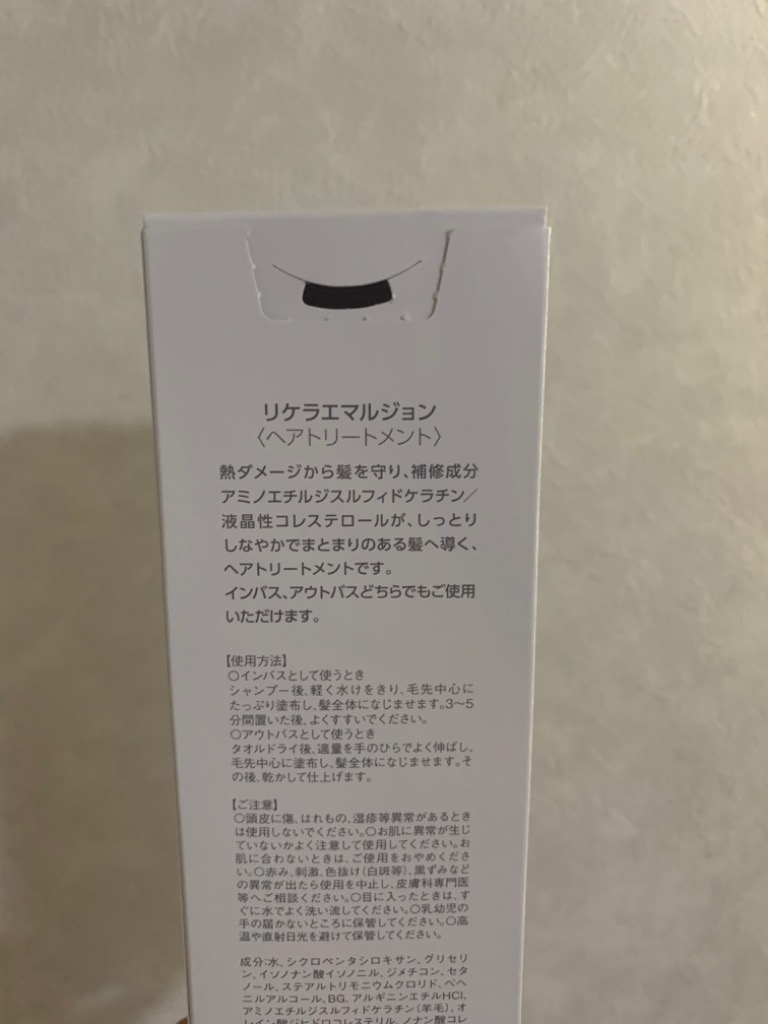 リケラエマルジョン
〈ヘアトリートメント〉
熱ダメージから髪を守り、補修成分
アミノエチルジスルフィドケラチン/
液晶性コレステロールが、しっとり
しなやかでまとまりのある髪へ導く、
ヘアトリートメントです。
インバス、アウトバスどちらでもご使用
いただけます。
【使用方法】
○インバスとして使うとき
シャンプー後、軽く水けをきり、毛先中心に
たっぷり塗布し、髪全体になじませます。3〜5
分間置いた後、よくすすいでください。
○アウトバスとして使うとき
タオルドライ後、適量を手のひらでよく伸ばし、
毛先中心に塗布し、髪全体になじませます。そ
の後、乾かして仕上げます。
【ご注意】
○頭皮に傷、はれもの、湿疹等異常があるとき
は使用しないでください。○お肌に異常が生じ
ていないかよく注意して使用してください。お
肌に合わないときは、ご使用をおやめくださ
い。○赤み、刺激、色抜け(白斑等)、黒ずみなど
の異常が出たら使用を中止し、皮膚科専門医
等へご相談ください。○目に入ったときは、す
ぐに水でよく洗い流してください。○乳幼児の
手の届かないところに保管してください。○高
温や直射日光を避けて保管してください。
成分:水、シクロペンタシロキサン、グリセリ
ン、イソノナン酸イソノニル、ジメチコン、セタ
ノール、ステアルトリモニウムクロリド、ベヘ
ニルアルコール、BG、アルギニンエチルHCl、
アミノエチルジスルフィドケラチン(羊毛)、オ
レイン酸ジヒドロコレステリル、ノナン酸コレ